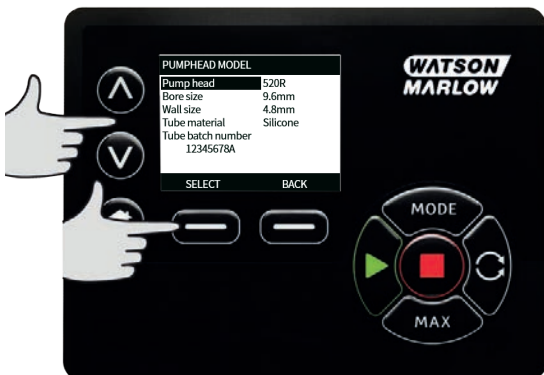 PUMPHEAD MODEL
Pump head 520R
Bore size 9.6mm
Wall size 4.8mm
Tube material Silicone
Tube batch number
12345678A
SELECT BACK
WATSON
MARLOW
MODE
MAX